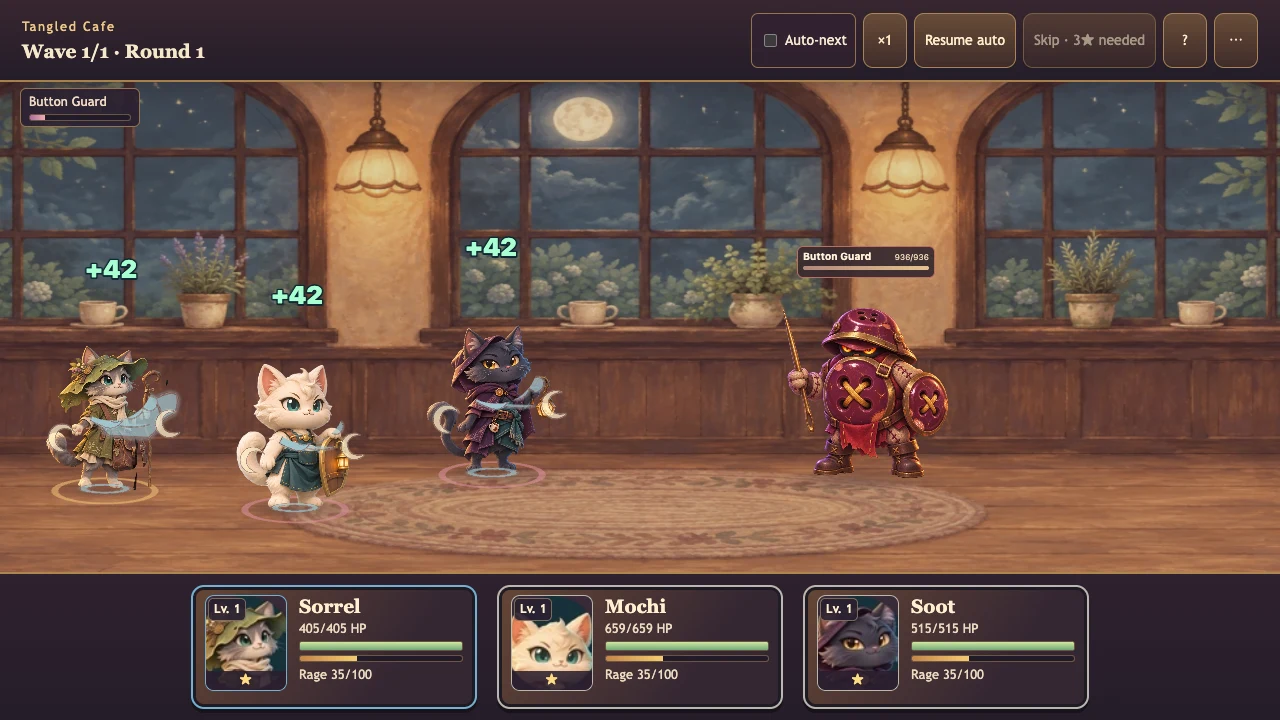 Tangled Cafe
Wave 1/1 · Round 1
Auto-next
×1
Resume auto
Skip · 3★ needed
?
···
Button Guard
+42
+42
+42
Button Guard 936/936
Lv. 1
Sorrel
405/405 HP
Rage 35/100
Lv. 1
Mochi
659/659 HP
Rage 35/100
Lv. 1
Soot
515/515 HP
Rage 35/100